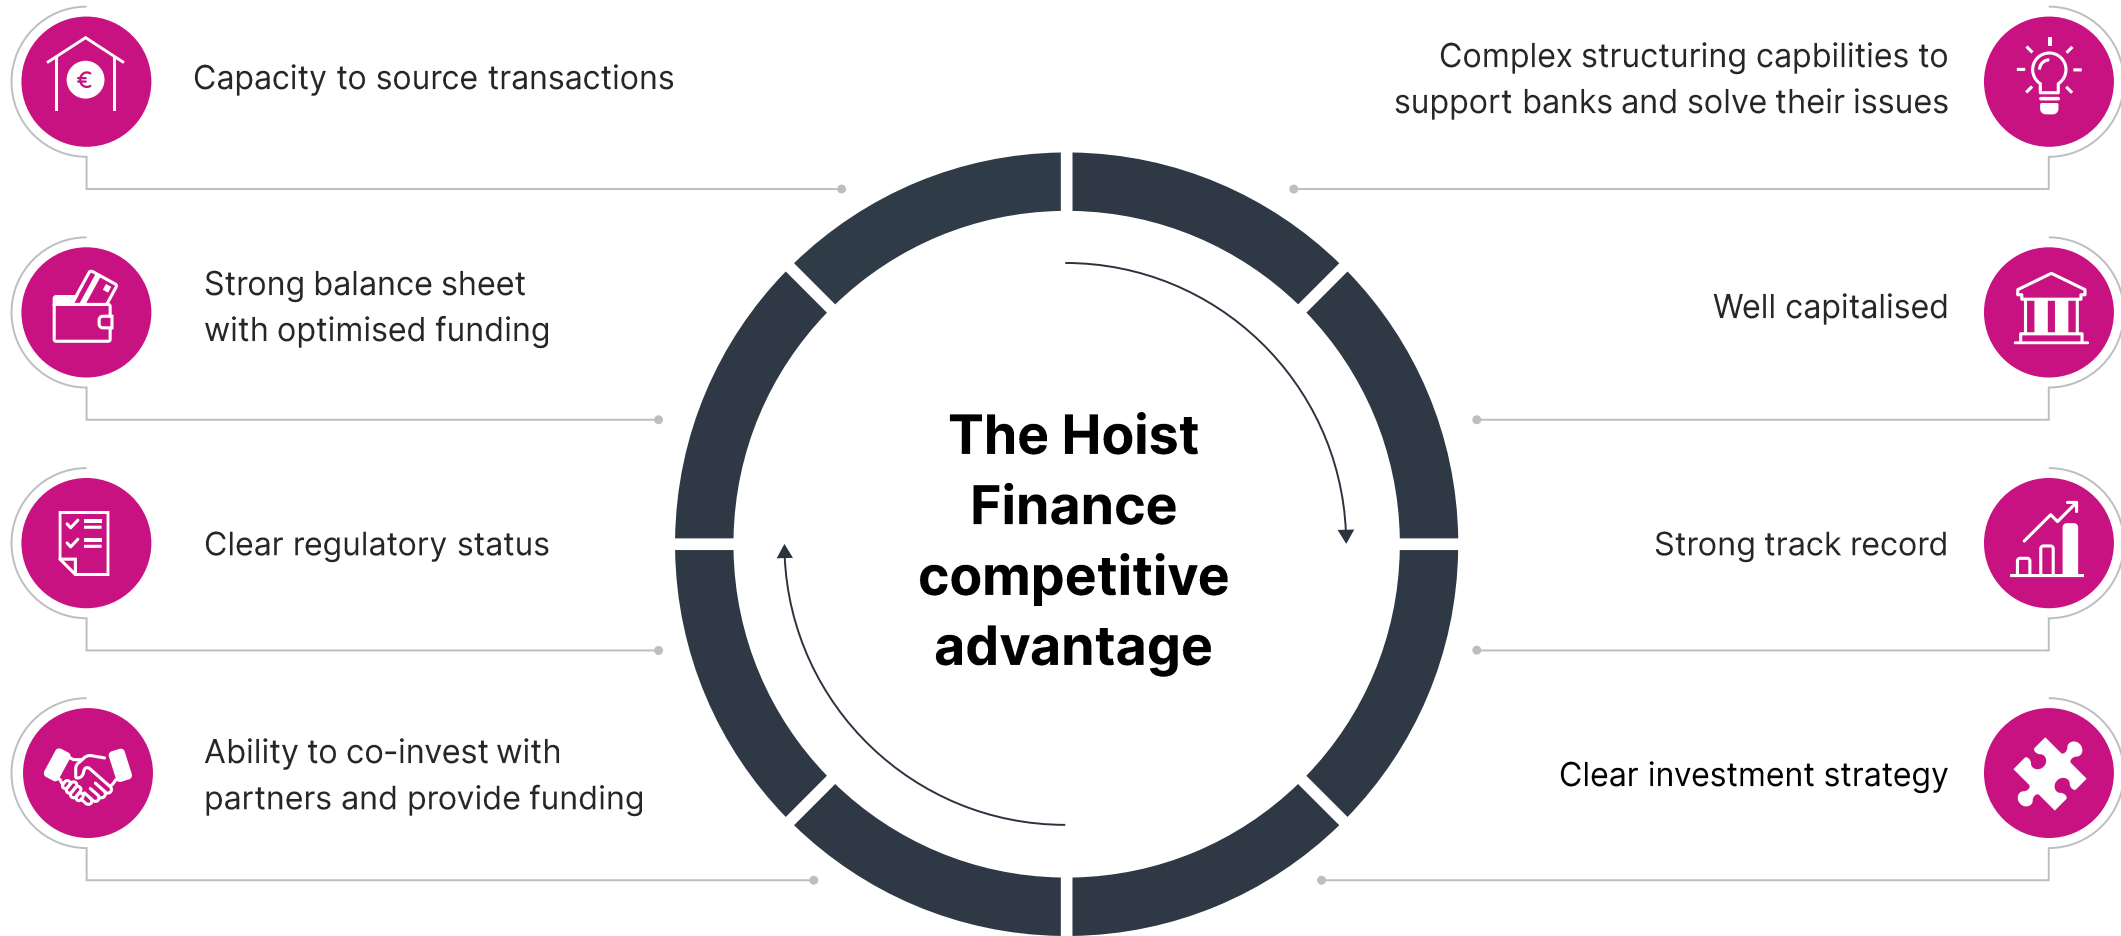 Capacity to source transactions
Strong balance sheet
with optimised funding
Clear regulatory status
Ability to co-invest with
partners and provide funding
The Hoist
Finance
competitive
advantage
Complex structuring capbilities to
support banks and solve their issues
Well capitalised
Strong track record
Clear investment strategy